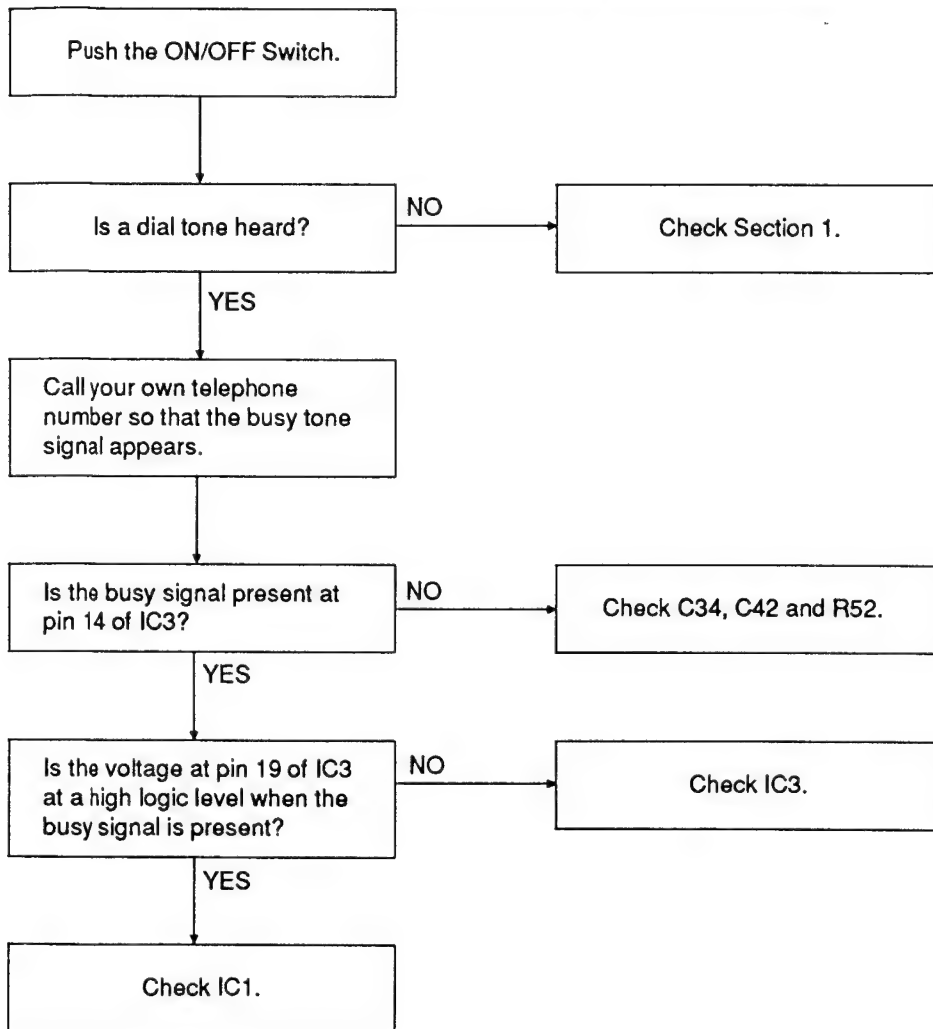 Push the ON/OFF Switch.
Is a dial tone heard?
NO
Check Section 1.
YES
Call your own telephone
number so that the busy tone
signal appears.
Is the busy signal present at
pin 14 of IC3?
NO
Check C34, C42 and R52.
YES
Is the voltage at pin 19 of IC3
at a high logic level when the
busy signal is present?
NO
Check IC3.
YES
Check IC1.